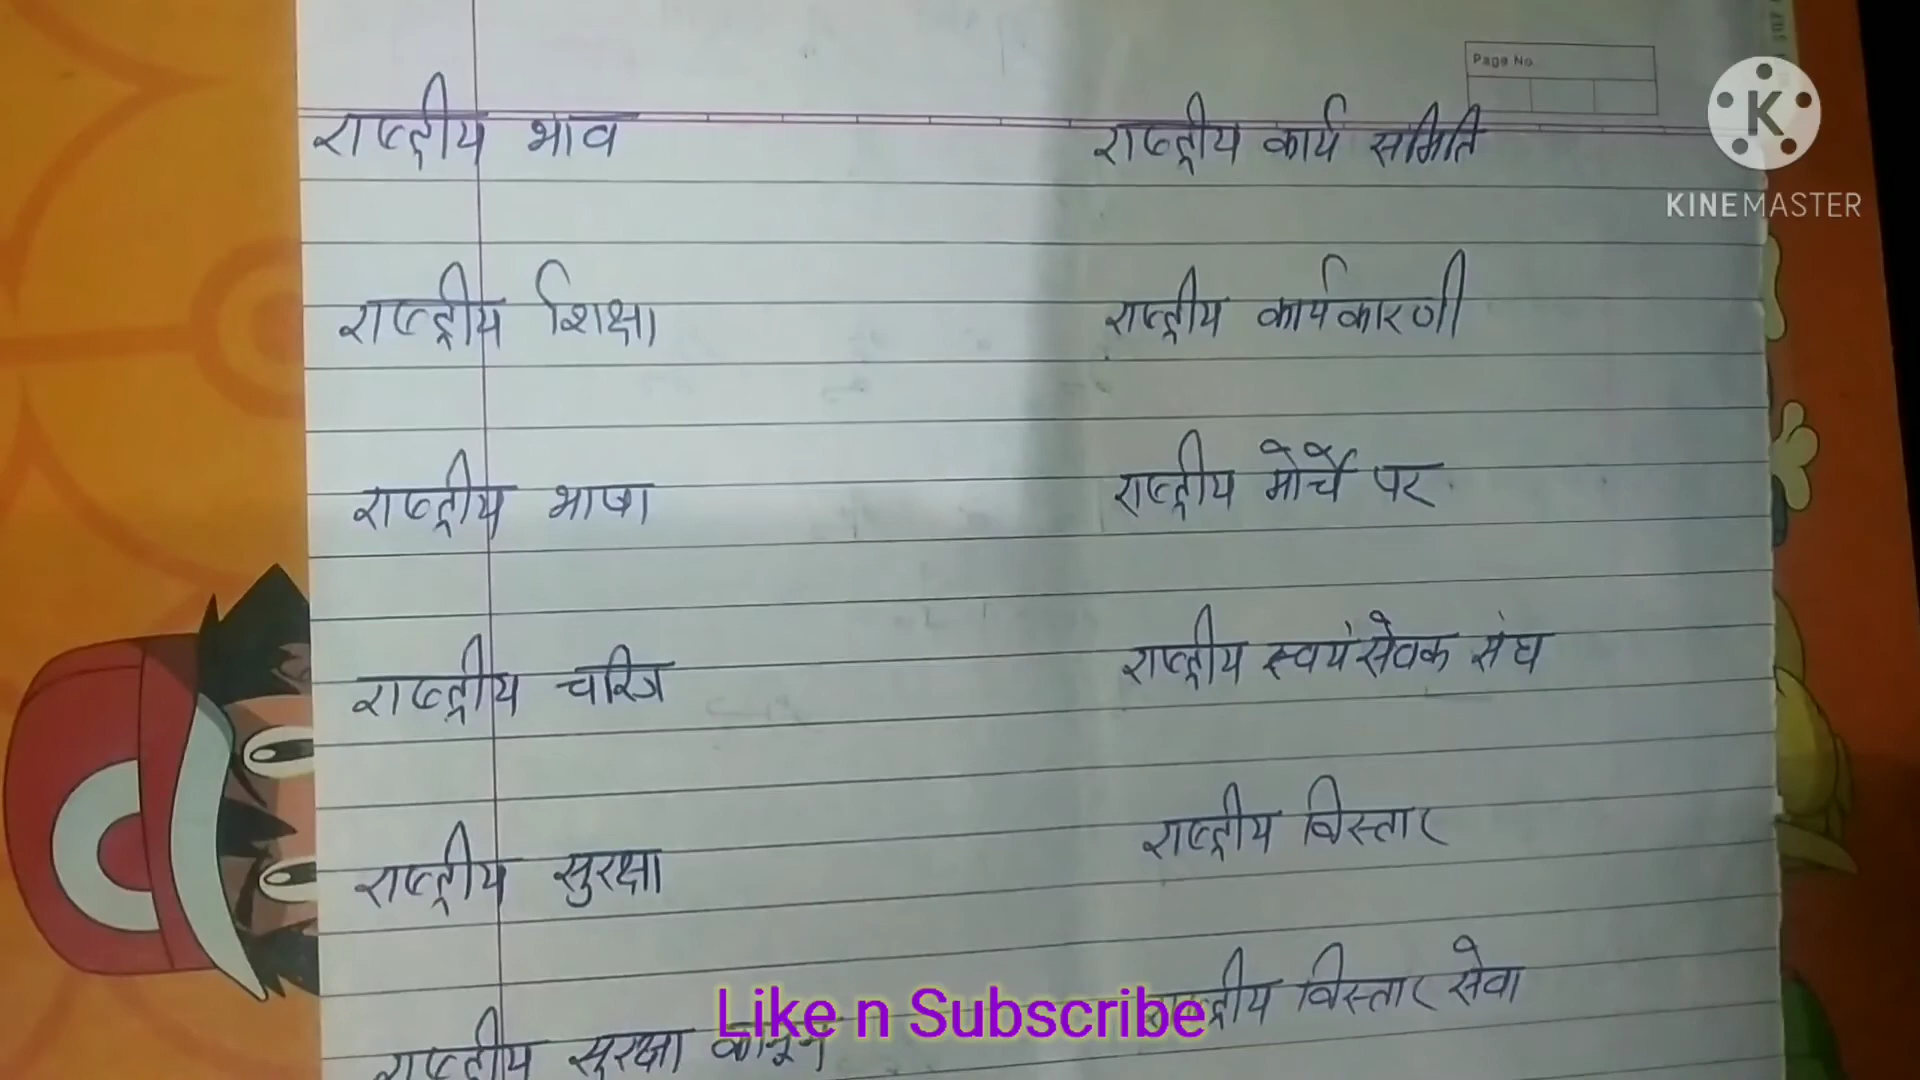 Page No.
K
KINEMASTER
राष्ट्रीय भाव
राष्ट्रीय शिक्षा
राष्ट्रीय भाषा
राष्ट्रीय चरित्र
राष्ट्रीय सुरक्षा
राष्ट्रीय सुरक्षा कानून
राष्ट्रीय कार्य समिति
राष्ट्रीय कार्यकारणी
राष्ट्रीय मोर्चे पर
राष्ट्रीय स्वयंसेवक संघ
राष्ट्रीय विस्तार
राष्ट्रीय विस्तार सेवा
Like n Subscribe